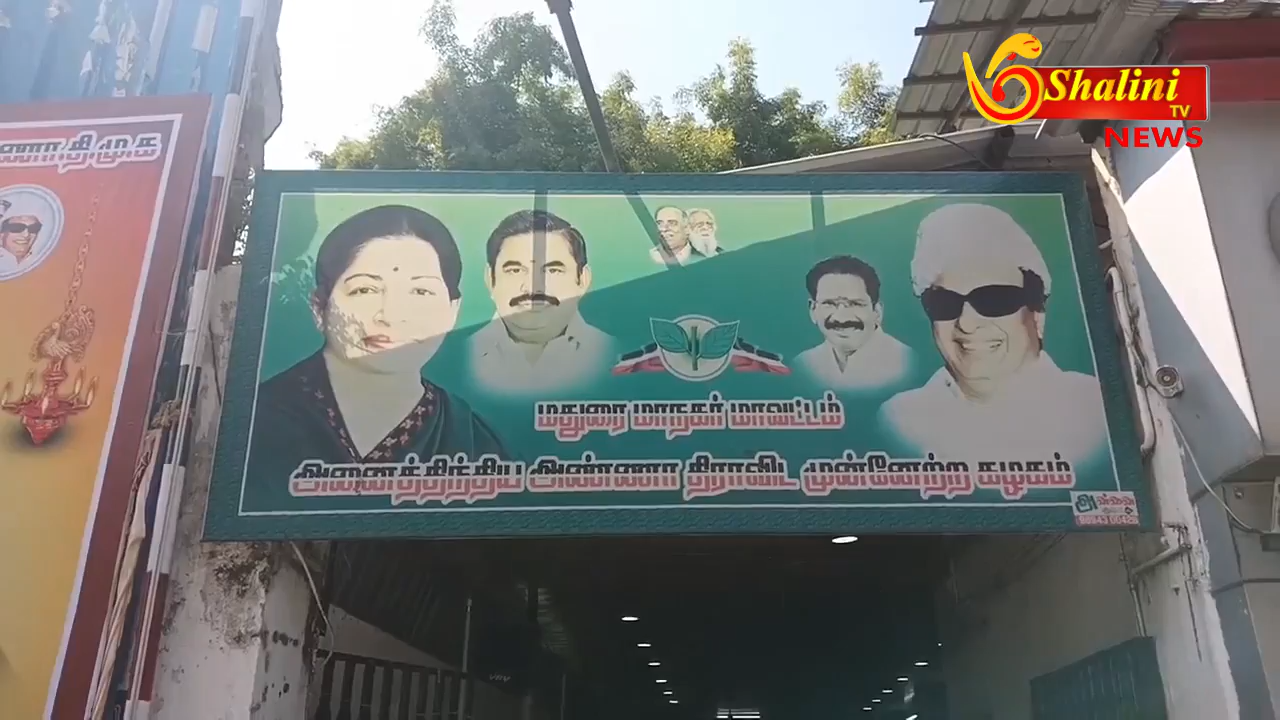 ணாதிமுக
Shalini
TV
NEWS
மதுரை மாநகர் மாவட்டம்
அனைத்திந்திய அண்ணா திராவிட முன்னேற்ற கழகம்